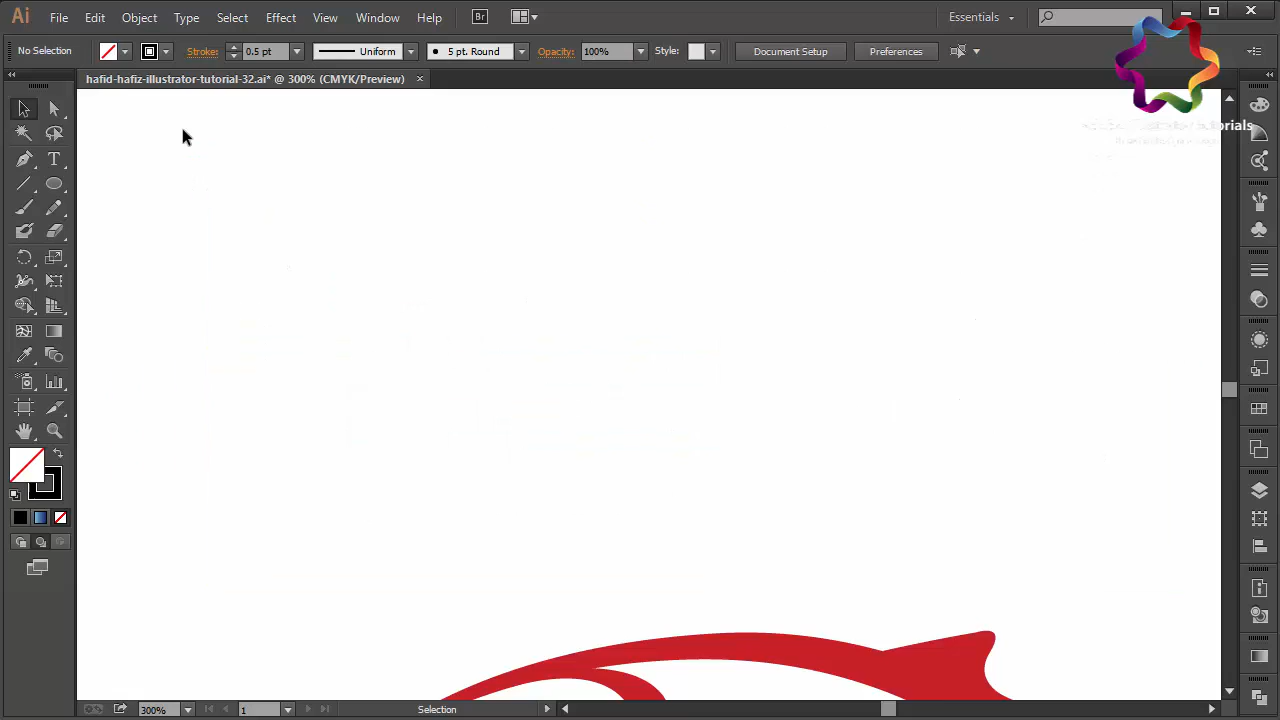 Ai File Edit Object Type Select Effect View Window Help Br Essentials
No Selection Stroke: 0.5 pt Uniform 5 pt. Round Opacity: 100% Style: Document Setup Preferences
hafid-hafiz-illustrator-tutorial-32.ai* @ 300% (CMYK/Preview)
T
300% 1 Selection